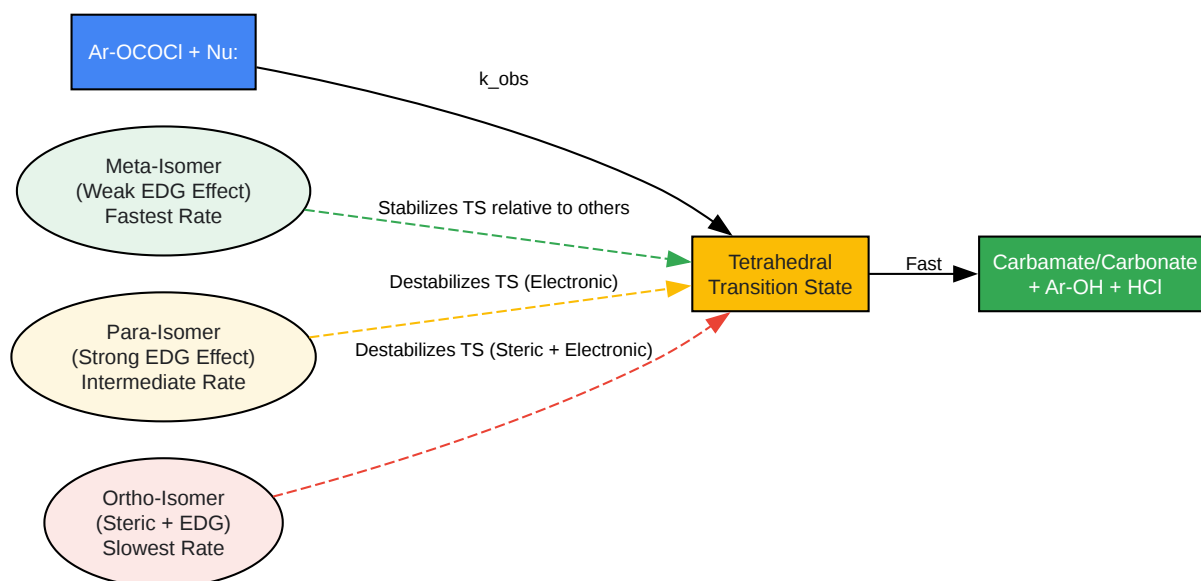 Ar-OCOCl + Nu:
k_obs
Meta-Isomer
(Weak EDG Effect)
Fastest Rate
Stabilizes TS relative to others
Destabilizes TS (Electronic)
Para-Isomer
(Strong EDG Effect)
Intermediate Rate
Destabilizes TS (Steric + Electronic)
Ortho-Isomer
(Steric + EDG)
Slowest Rate
Tetrahedral
Transition State
Fast
Carbamate/Carbonate
+ Ar-OH + HCl